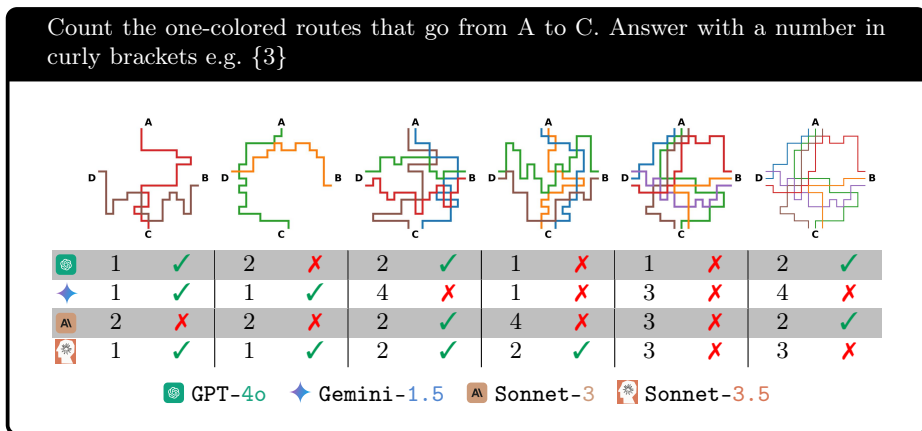 Count the one-colored routes that go from A to C. Answer with a number in
curly brackets e.g. {3}
A A A A A A
D B D B D B D B D B D B
C C C C C C
1 ✓ 2 ✗ 2 ✓ 1 ✗ 1 ✗ 2 ✓
1 ✓ 1 ✓ 4 ✗ 1 ✗ 3 ✗ 4 ✗
A\ 2 ✗ 2 ✗ 2 ✓ 4 ✗ 3 ✗ 2 ✓
1 ✓ 1 ✓ 2 ✓ 2 ✓ 3 ✗ 3 ✗
GPT-4o Gemini-1.5 A\ Sonnet-3 Sonnet-3.5